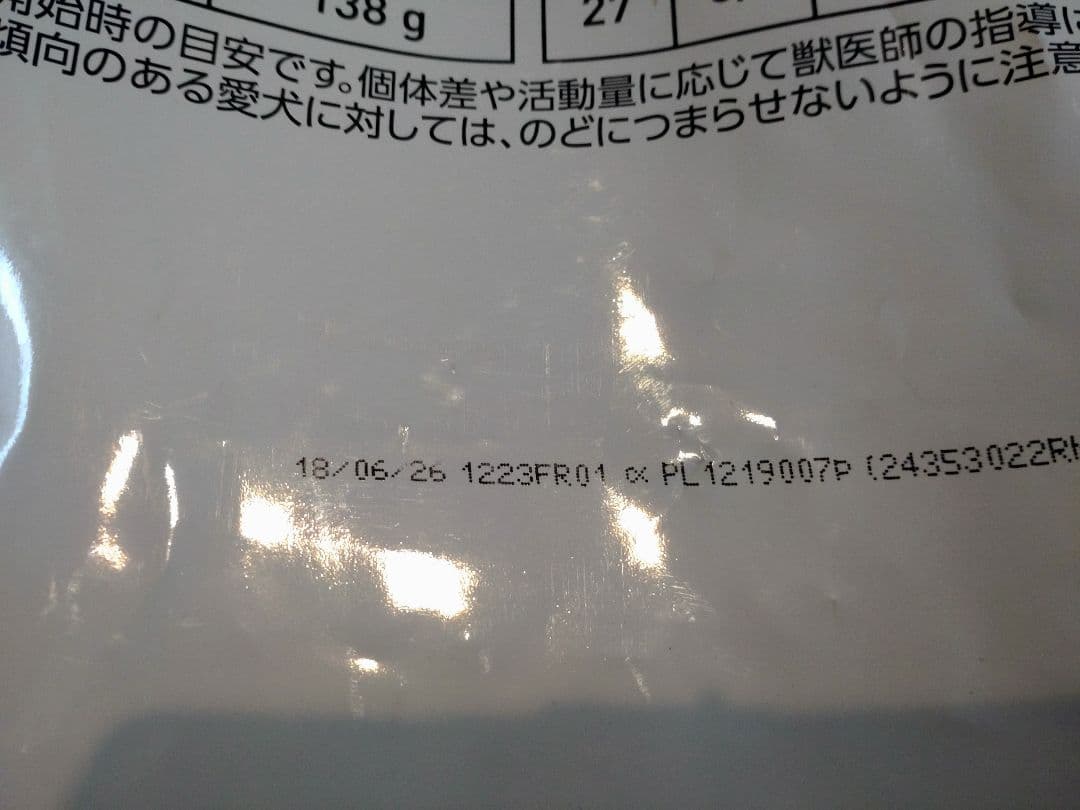 138 g
27
開始時の目安です。個体差や活動量に応じて獣医師の指導に
傾向のある愛犬に対しては、のどにつまらせないように注意
18/06/26 1223FR01 α PL1219007P (24353022R